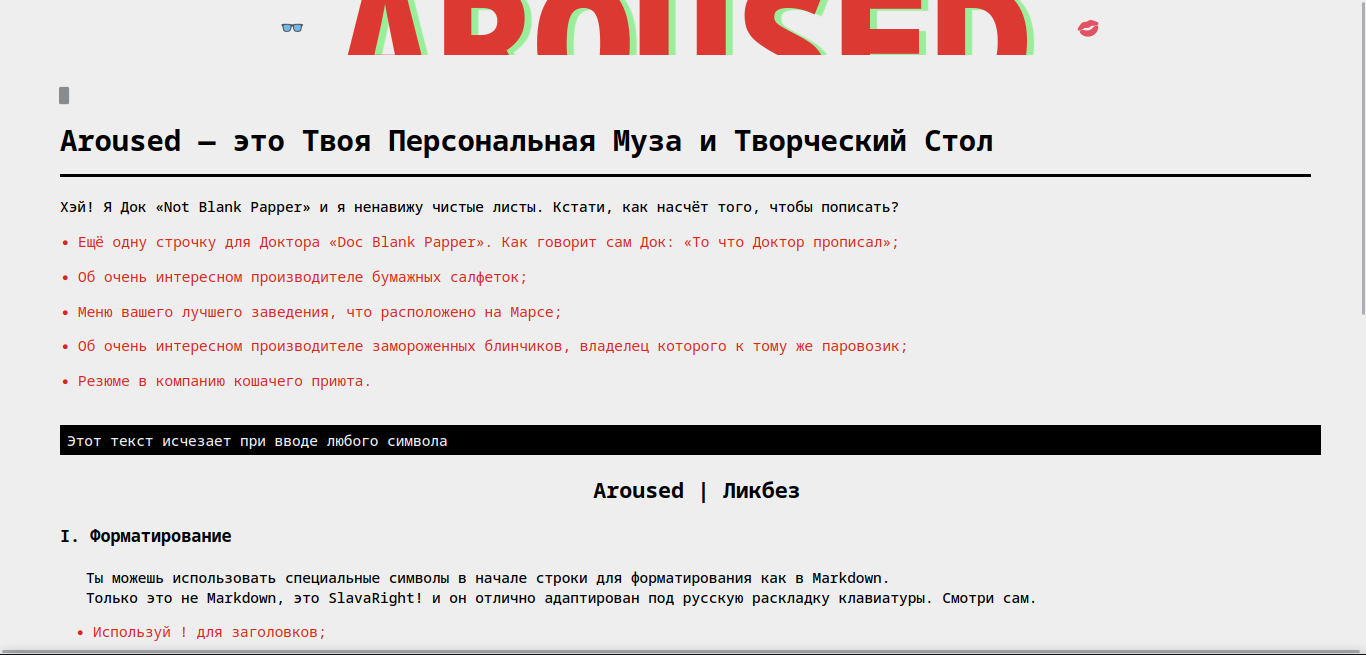 AROUSED
Aroused — это Твоя Персональная Муза и Творческий Стол
Хэй! Я Док «Not Blank Papper» и я ненавижу чистые листы. Кстати, как насчёт того, чтобы пописать?
• Ещё одну строчку для Доктора «Doc Blank Papper». Как говорит сам Док: «То что Доктор прописал»;
• Об очень интересном производителе бумажных салфеток;
• Меню вашего лучшего заведения, что расположено на Марсе;
• Об очень интересном производителе замороженных блинчиков, владелец которого к тому же паровозик;
• Резюме в компанию кошачего приюта.
Этот текст исчезает при вводе любого символа
Aroused | Ликбез
I. Форматирование
Ты можешь использовать специальные символы в начале строки для форматирования как в Markdown.
Только это не Markdown, это SlavaRight! и он отлично адаптирован под русскую раскладку клавиатуры. Смотри сам.
• Используй ! для заголовков;